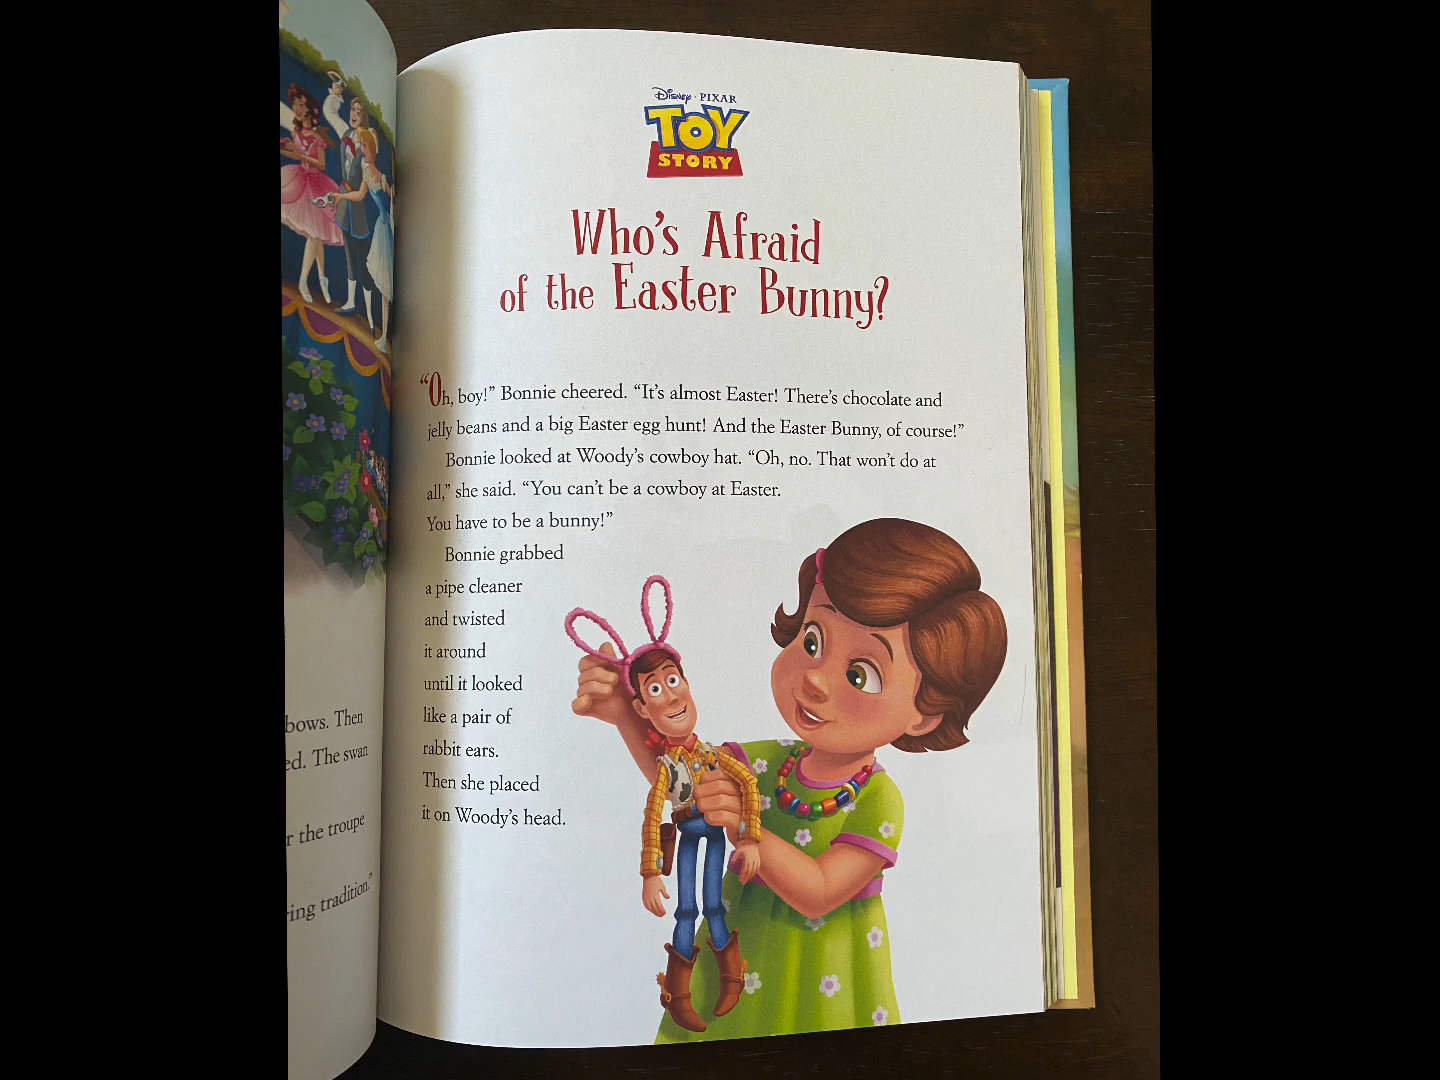 bows. Then
ed. The swan
r the troupe
ring tradition."
Disney · PIXAR
TOY
STORY
Who's Afraid
of the Easter Bunny?
“Oh, boy!” Bonnie cheered. “It's almost Easter! There's chocolate and
jelly beans and a big Easter egg hunt! And the Easter Bunny, of course!”
Bonnie looked at Woody's cowboy hat. “Oh, no. That won't do at
all,” she said. “You can't be a cowboy at Easter.
You have to be a bunny!”
Bonnie grabbed
a pipe cleaner
and twisted
it around
until it looked
like a pair of
rabbit ears.
Then she placed
it on Woody's head.